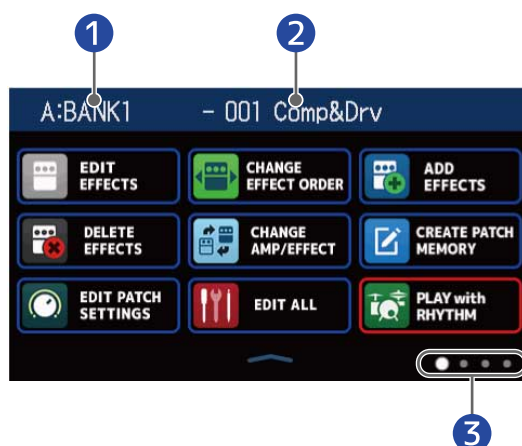 1 2
A:BANK1 - 001 Comp&Drv
EDIT
EFFECTS
CHANGE
EFFECT ORDER
ADD
EFFECTS
DELETE
EFFECTS
CHANGE
AMP/EFFECT
CREATE PATCH
MEMORY
EDIT PATCH
SETTINGS
EDIT ALL
PLAY with
RHYTHM
3